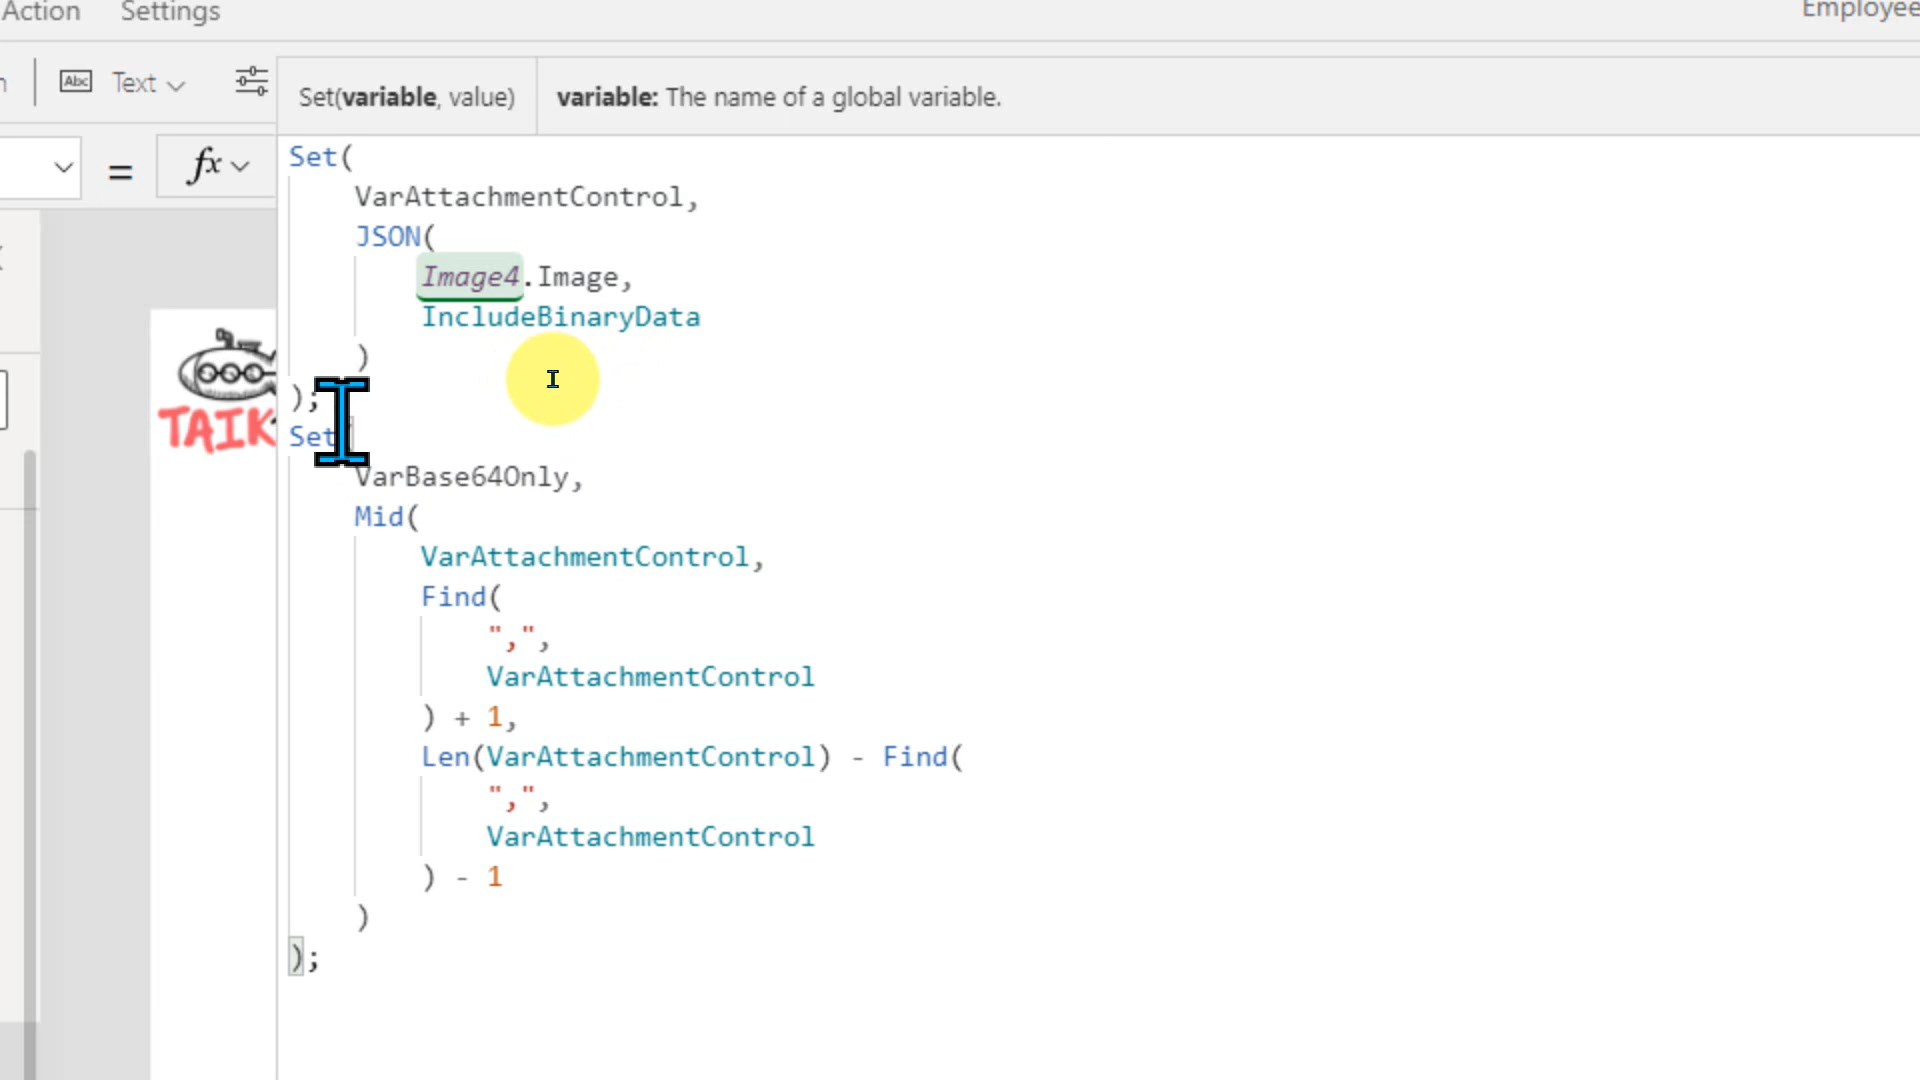 Action Settings
Employee
Abc Text
Set(variable, value) variable: The name of a global variable.
= fx
Set(
VarAttachmentControl,
JSON(
Image4.Image,
IncludeBinaryData
)
);
Set(
VarBase64Only,
Mid(
VarAttachmentControl,
Find(
",",
VarAttachmentControl
) + 1,
Len(VarAttachmentControl) - Find(
",",
VarAttachmentControl
) - 1
)
);
TAIK